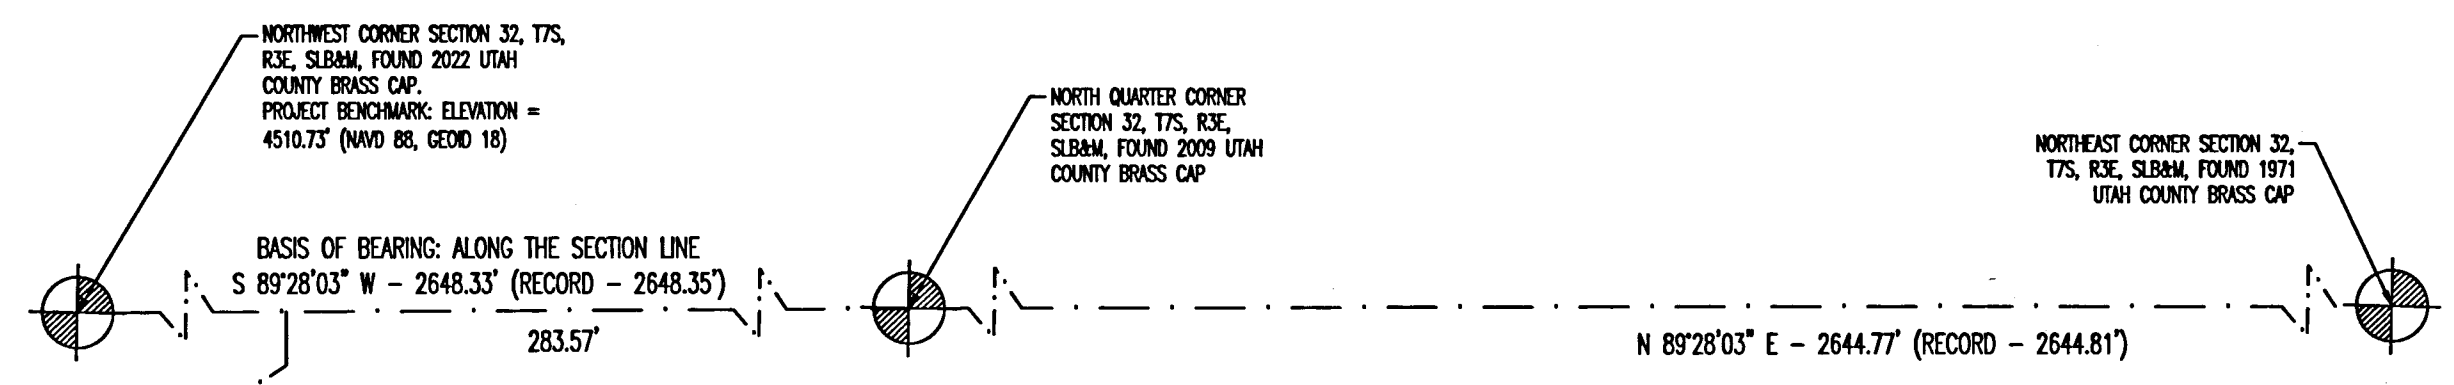 NORTHWEST CORNER SECTION 32, T7S,
R3E, SLB&M, FOUND 2022 UTAH
COUNTY BRASS CAP.
PROJECT BENCHMARK: ELEVATION =
4510.73' (NAVD 88, GEOID 18)
NORTH QUARTER CORNER
SECTION 32, T7S, R3E,
SLB&M, FOUND 2009 UTAH
COUNTY BRASS CAP
NORTHEAST CORNER SECTION 32,
T7S, R3E, SLB&M, FOUND 1971
UTAH COUNTY BRASS CAP
BASIS OF BEARING: ALONG THE SECTION LINE
S 89°28'03" W - 2648.33' (RECORD - 2648.35')
283.57'
N 89°28'03" E - 2644.77' (RECORD - 2644.81')